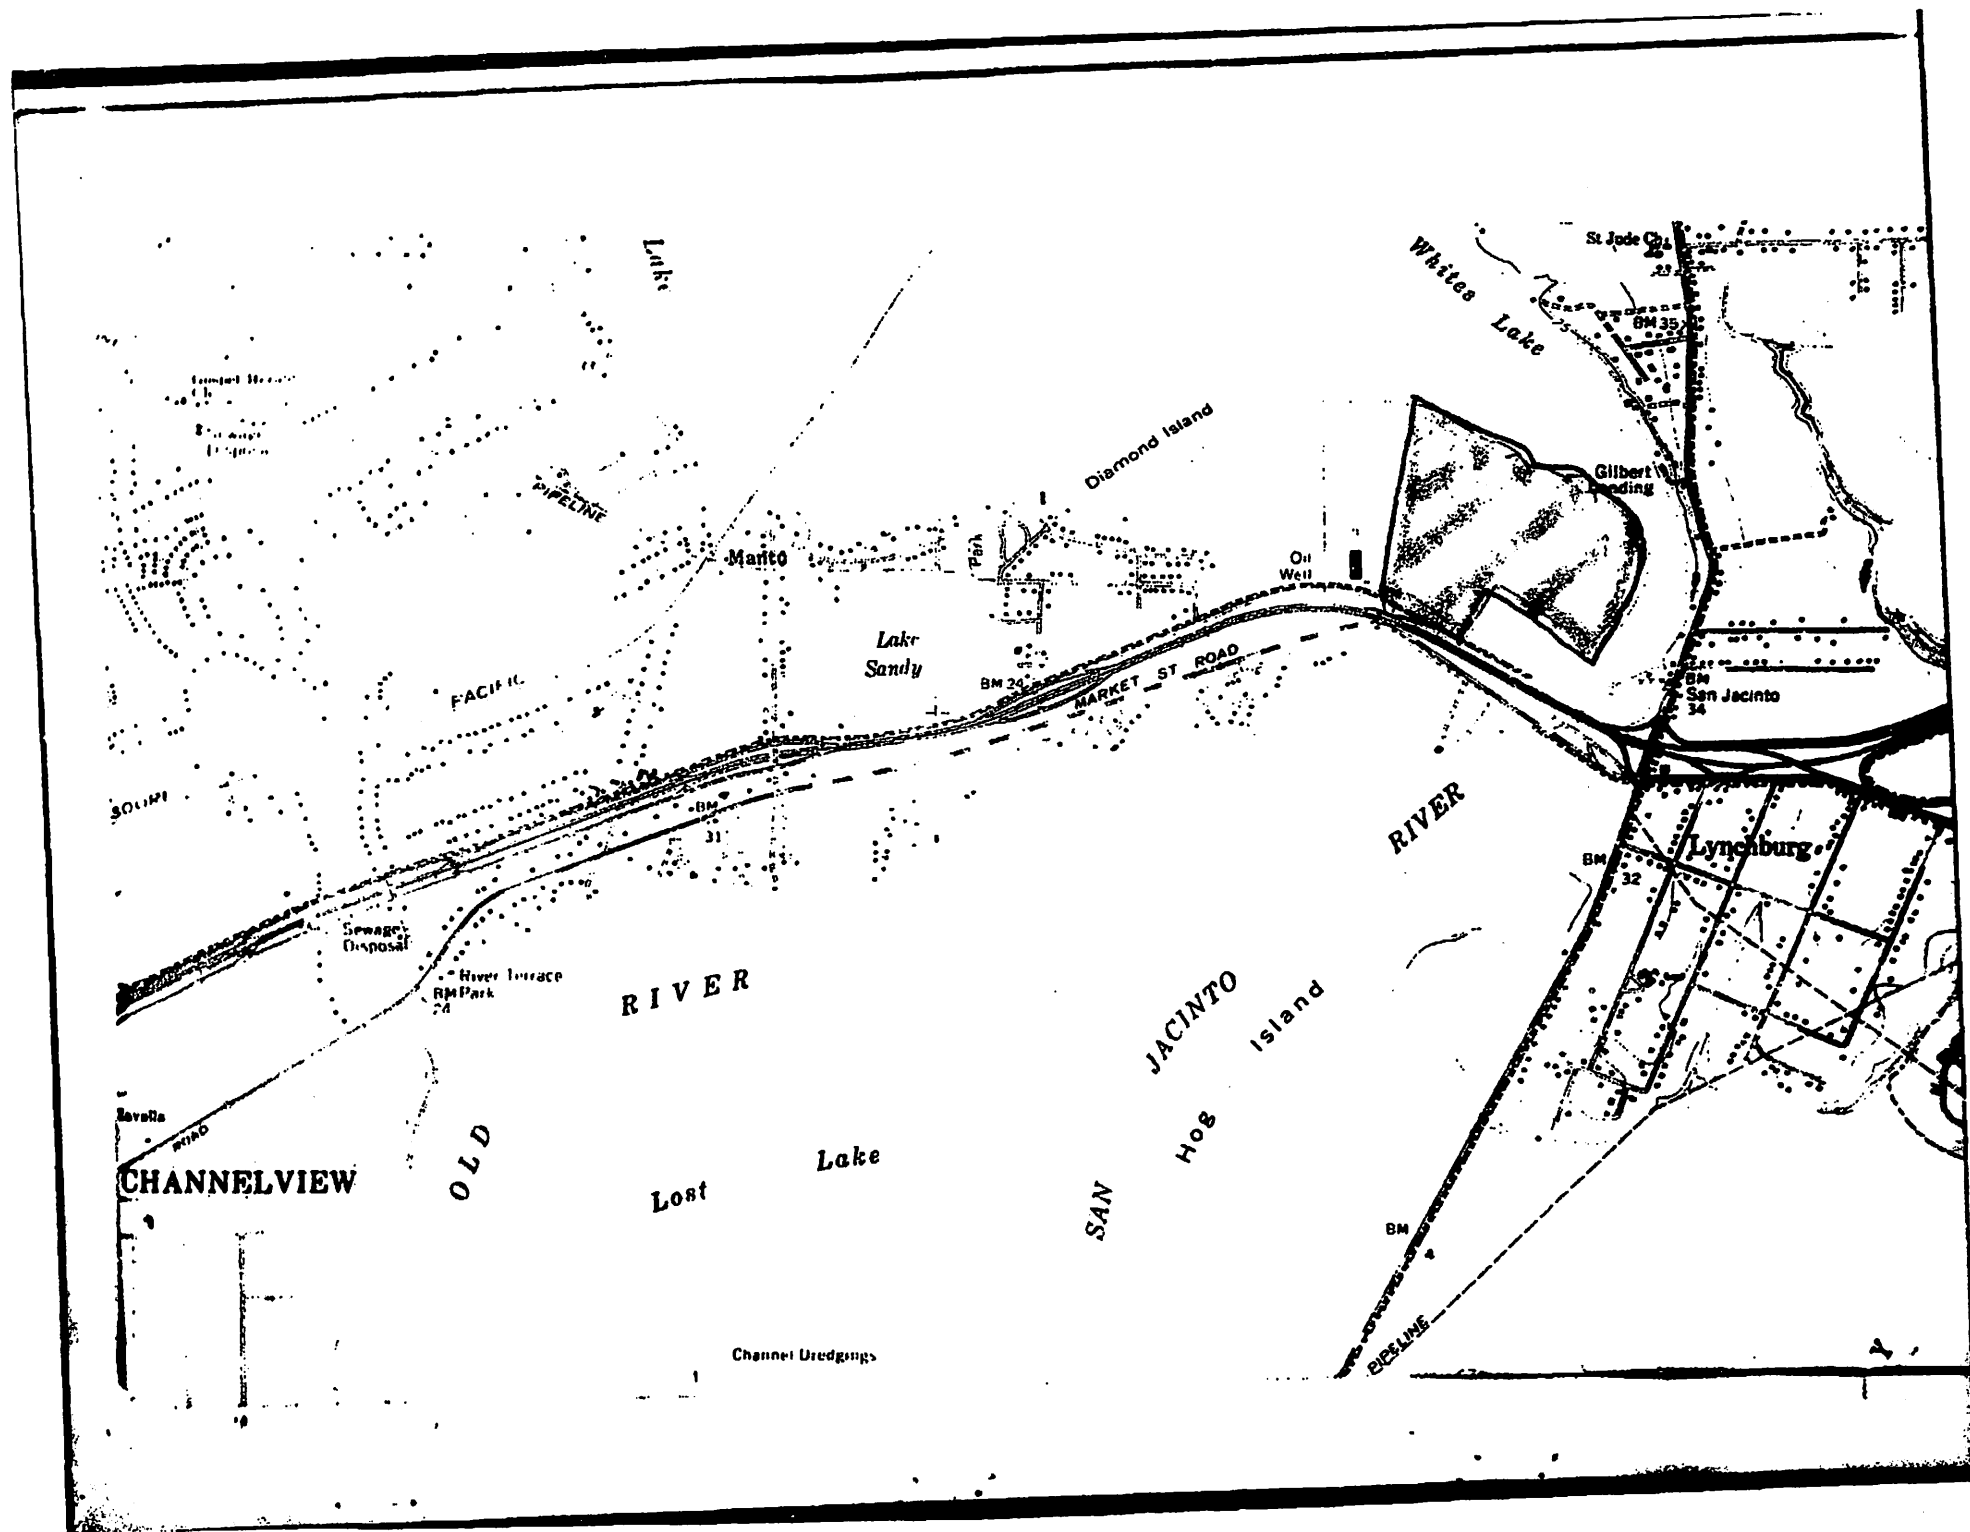 Lake
Whites
Lake
St Jude Ch
BM 35
Diamond Island
Gilbert
Landing
PIPELINE
Manto
Park
Oil
Well
Lake
Sandy
PACIFIC
BM 24
MARKET ST ROAD
BM
San Jacinto
34
SOURI
BM
31
RIVER
Lynchburg
BM
32
Sewage
Disposal
River Terrace
BM Park
24
RIVER
JACINTO
Hog Island
ROAD
CHANNELVIEW
OLD
Lost Lake
SAN
BM
4
PIPELINE
Channel Dredgings